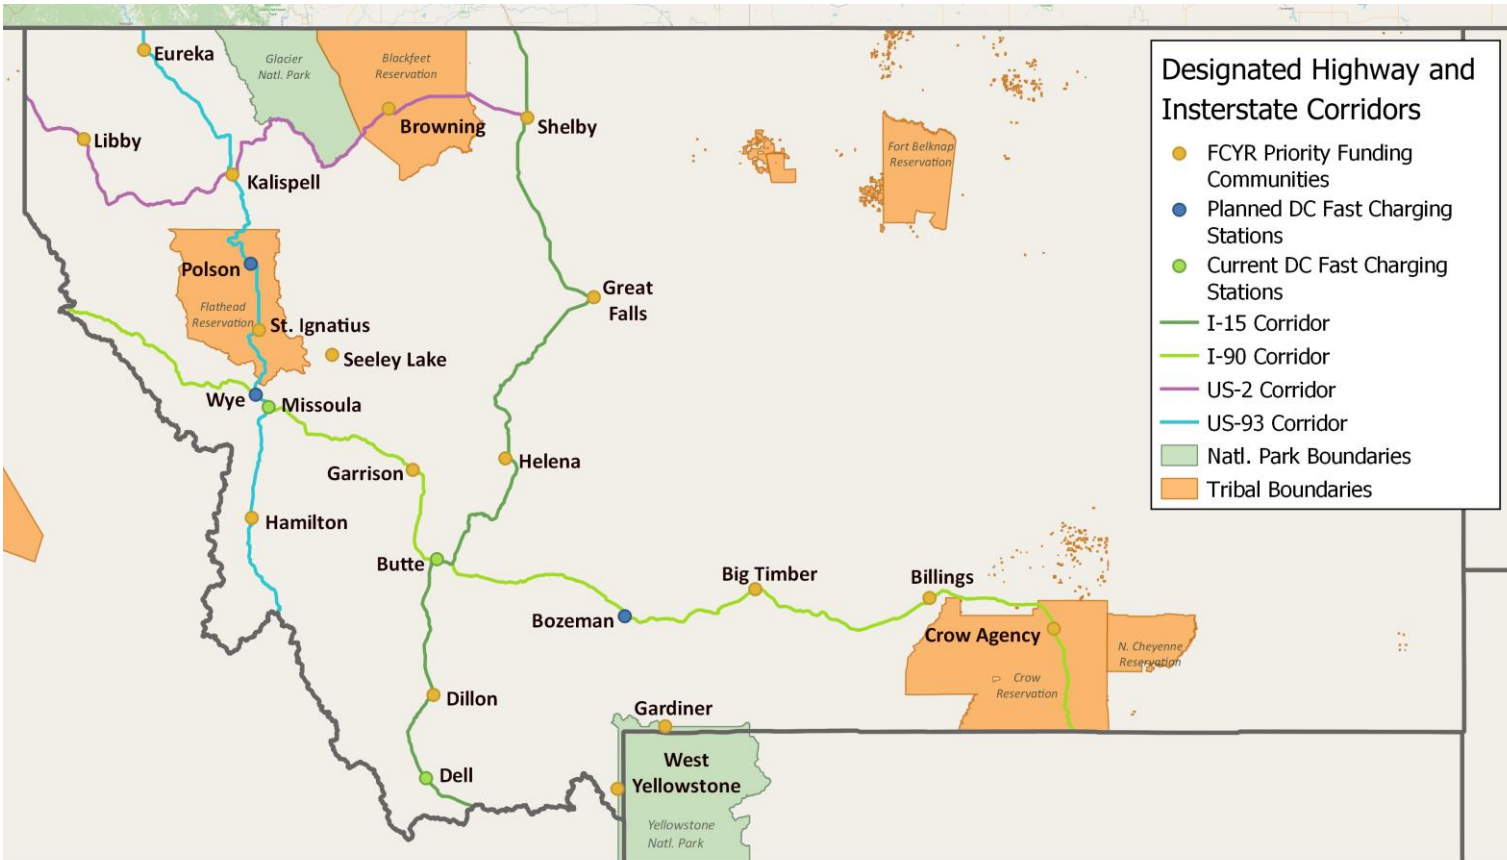 Eureka
Glacier
Natl. Park
Blackfeet
Reservation
Libby
Browning
Shelby
Kalispell
Fort Belknap
Reservation
Polson
Flathead
Reservation
St. Ignatius
Seeley Lake
Great
Falls
Wye
Missoula
Garrison
Helena
Hamilton
Butte
Bozeman
Big Timber
Billings
Crow Agency
Crow
Reservation
N. Cheyenne
Reservation
Dillon
Dell
Gardiner
West
Yellowstone
Yellowstone
Natl. Park
Designated Highway and
Insterstate Corridors
FCYR Priority Funding
Communities
Planned DC Fast Charging
Stations
Current DC Fast Charging
Stations
I-15 Corridor
I-90 Corridor
US-2 Corridor
US-93 Corridor
Natl. Park Boundaries
Tribal Boundaries